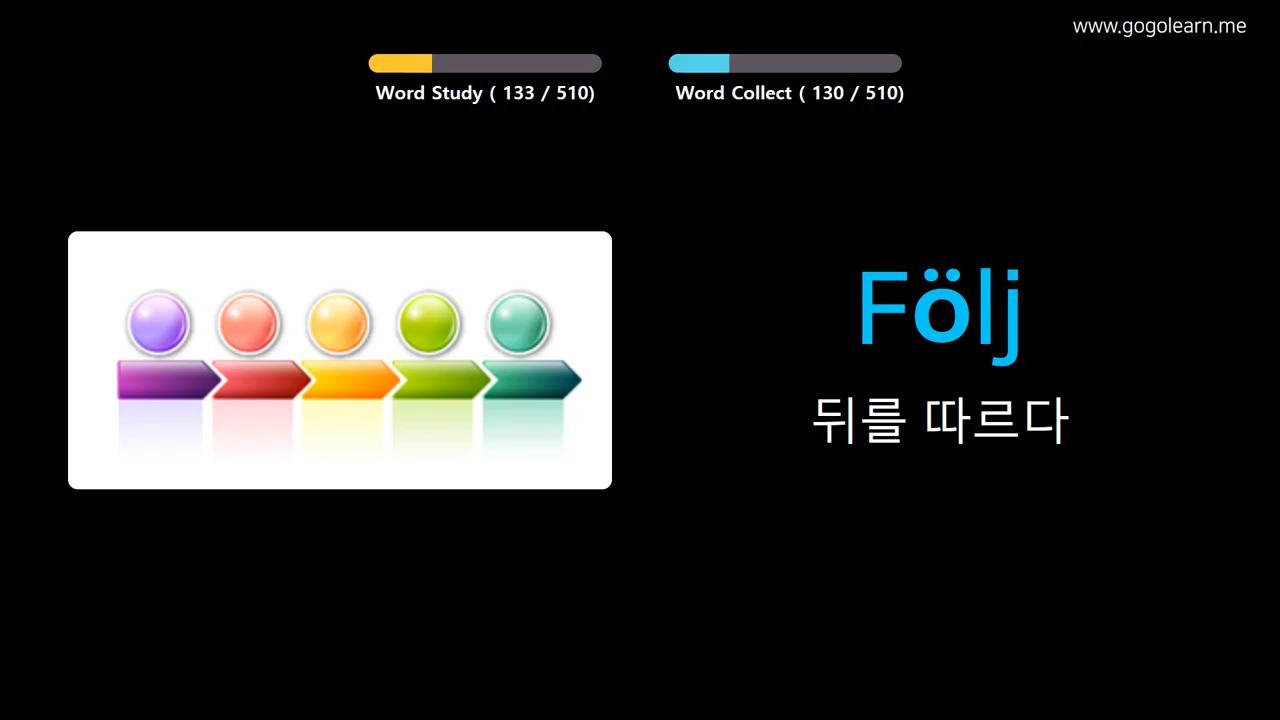 www.gogolearn.me
Word Study ( 133 / 510)
Word Collect ( 130 / 510)
Följ
뒤를 따르다